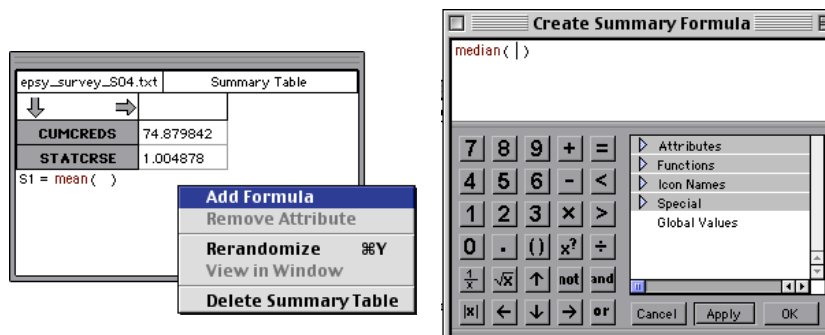 epsy_survey_S04.txt Summary Table
CUMCREDS 74.879842
STATCRSE 1.004878
S1 = mean( )
Add Formula
Remove Attribute
Rerandomize ⌘Y
View in Window
Delete Summary Table
Create Summary Formula
median( )
7 8 9 + =
4 5 6 - <
1 2 3 × >
0 . () x? ÷
1/x √x ↑ not and
|x| ← ↓ → or
Attributes
Functions
Icon Names
Special
Global Values
Cancel Apply OK